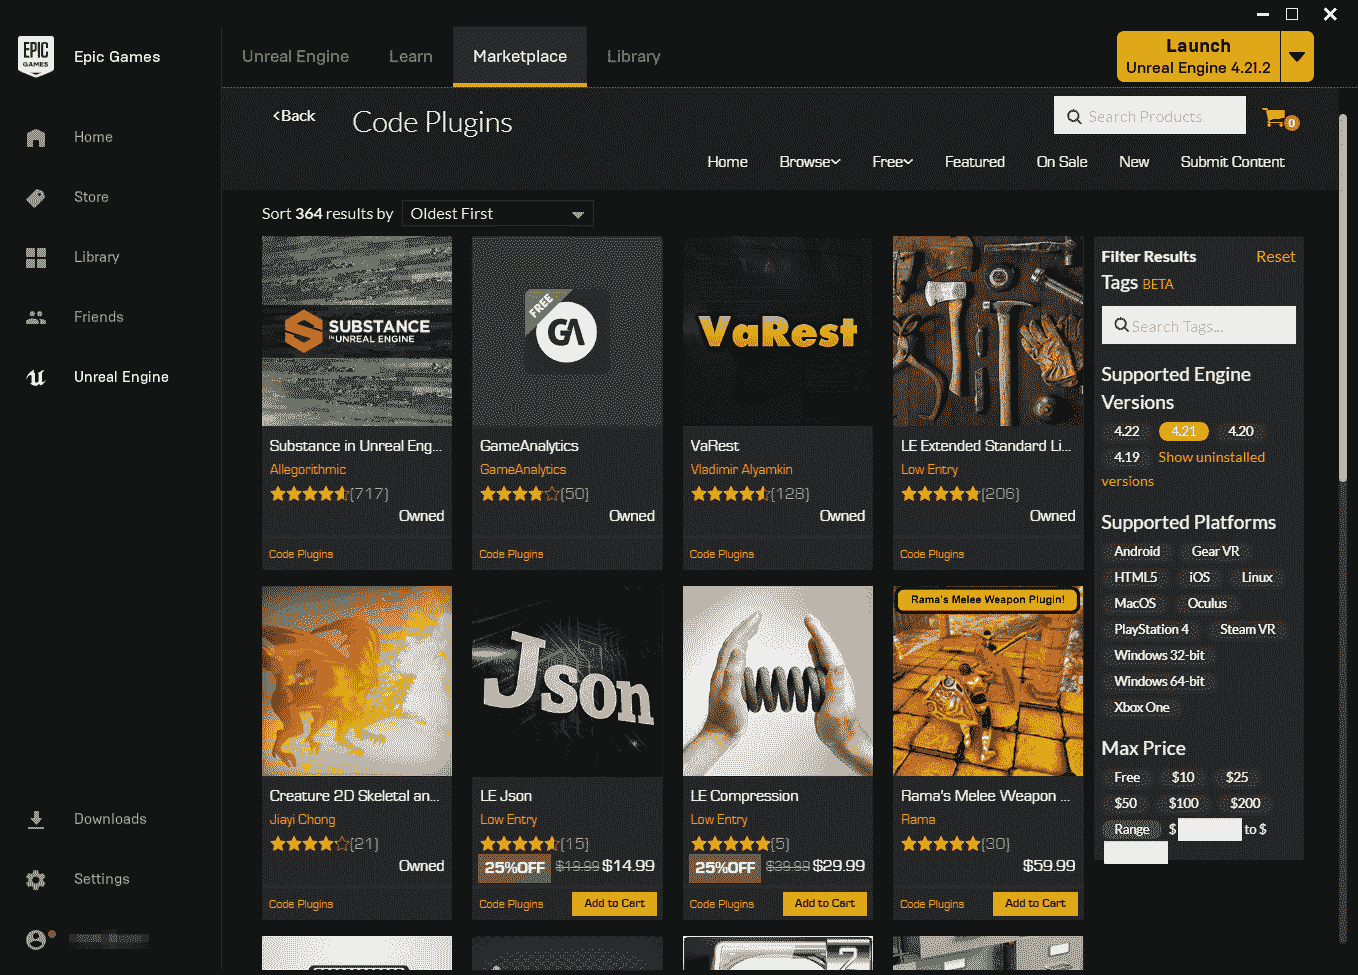 EPIC GAMES
Epic Games
Unreal Engine
Learn
Marketplace
Library
Launch
Unreal Engine 4.21.2
Home
Store
Library
Friends
Unreal Engine
Downloads
Settings
<Back
Code Plugins
Search Products.
0
Home
Browse
Free
Featured
On Sale
New
Submit Content
Sort 364 results by
Oldest First
SUBSTANCE
IN UNREAL ENGINE
Substance in Unreal Eng...
Allegorithmic
(717)
Owned
Code Plugins
FREE
GA
GameAnalytics
GameAnalytics
(50)
Owned
Code Plugins
VaRest
VaRest
Vladimir Alyamkin
(128)
Owned
Code Plugins
LE Extended Standard Li...
Low Entry
(206)
Owned
Code Plugins
Creature 2D Skeletal an...
Jiayi Chong
(21)
Owned
Code Plugins
Json
LE Json
Low Entry
(15)
25%OFF $19.99 $14.99
Code Plugins
Add to Cart
LE Compression
Low Entry
(5)
25%OFF $39.99 $29.99
Code Plugins
Add to Cart
Rama's Melee Weapon Plugin!
Rama's Melee Weapon ...
Rama
(30)
$59.99
Code Plugins
Add to Cart
2
Filter Results
Reset
Tags BETA
Search Tags...
Supported Engine
Versions
4.22 4.21 4.20
4.19 Show uninstalled
versions
Supported Platforms
Android Gear VR
HTML5 iOS Linux
MacOS Oculus
PlayStation 4 Steam VR
Windows 32-bit
Windows 64-bit
Xbox One
Max Price
Free $10 $25
$50 $100 $200
Range $ to $